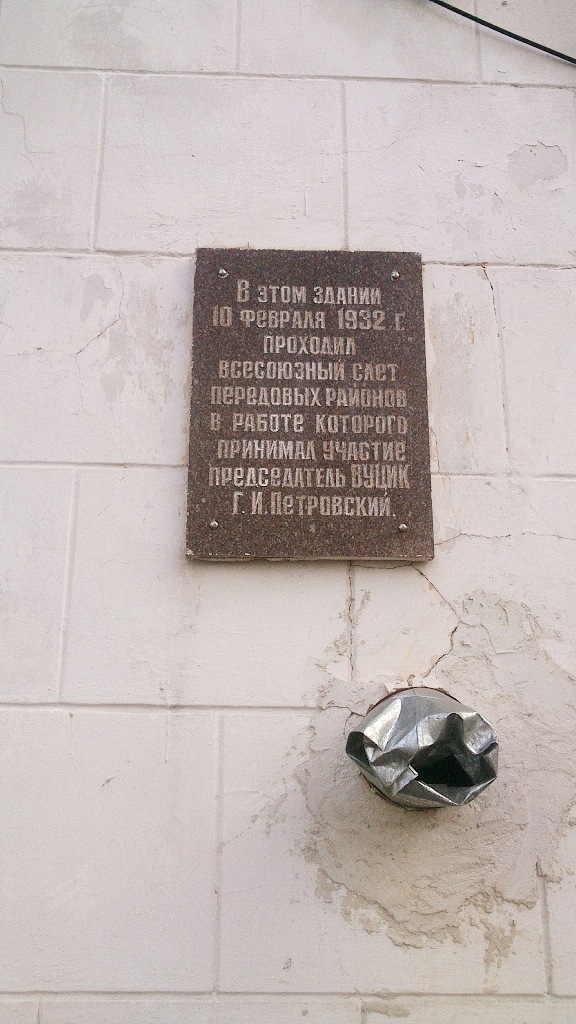 В этом здании
10 февраля 1932 г.
проходил
всесоюзный слет
передовых районов
в работе которого
принимал участие
председатель ВУЦИК
Г. И. Петровский.